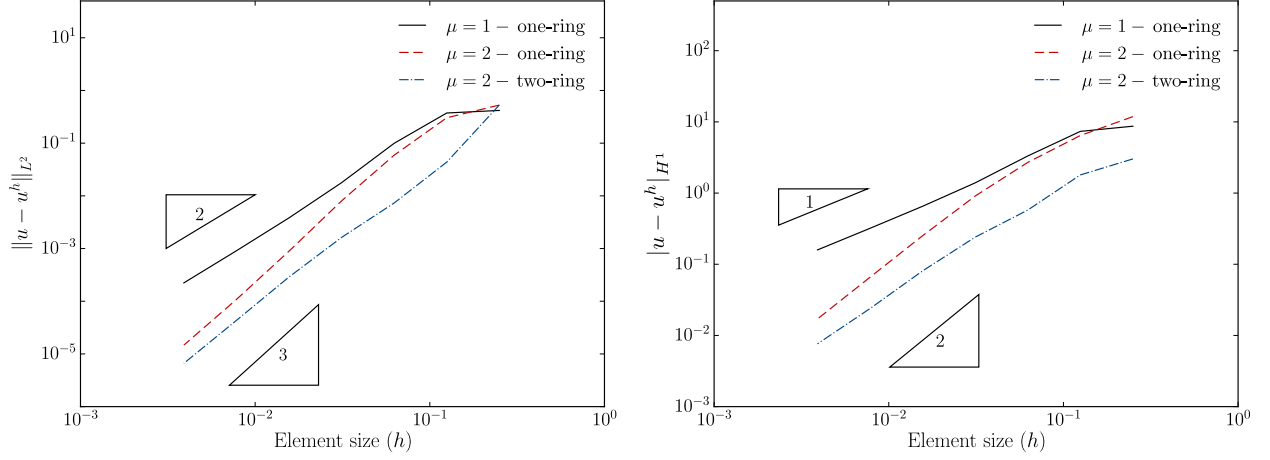 μ = 1 − one-ring
μ = 2 − one-ring
μ = 2 − two-ring
10^1
10^{-1}
10^{-3}
10^{-5}
||u − u^h||_{L^2}
2
3
10^{-3}
10^{-2}
10^{-1}
10^0
Element size (h)
μ = 1 − one-ring
μ = 2 − one-ring
μ = 2 − two-ring
10^2
10^1
10^0
10^{-1}
10^{-2}
10^{-3}
|u − u^h|_{H^1}
1
2
10^{-3}
10^{-2}
10^{-1}
10^0
Element size (h)